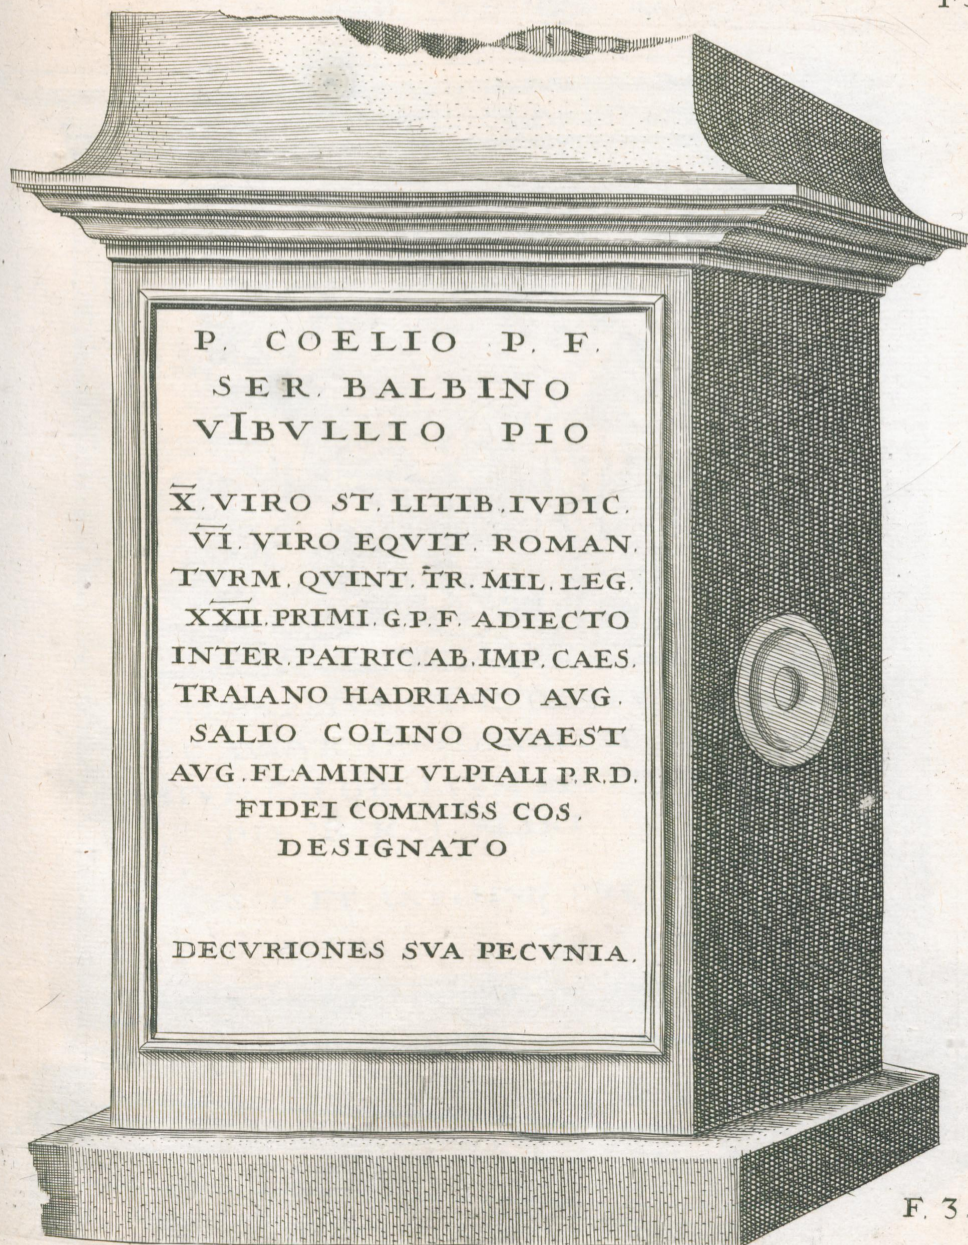 P. COELIO P. F.
SER. BALBINO
VIBVLLIO PIO
X̅. VIRO ST. LITIB. IVDIC.
V̅I̅. VIRO EQVIT. ROMAN.
TVRM. QVINT. TR. MIL. LEG.
X̅X̅I̅I̅. PRIMI. G. P. F. ADIECTO
INTER. PATRIC. AB. IMP. CAES.
TRAIANO HADRIANO AVG.
SALIO COLINO QVAEST
AVG. FLAMINI VLPIALI P. R. D.
FIDEI COMMISS COS.
DESIGNATO
DECVRIONES SVA PECVNIA.
F. 3.